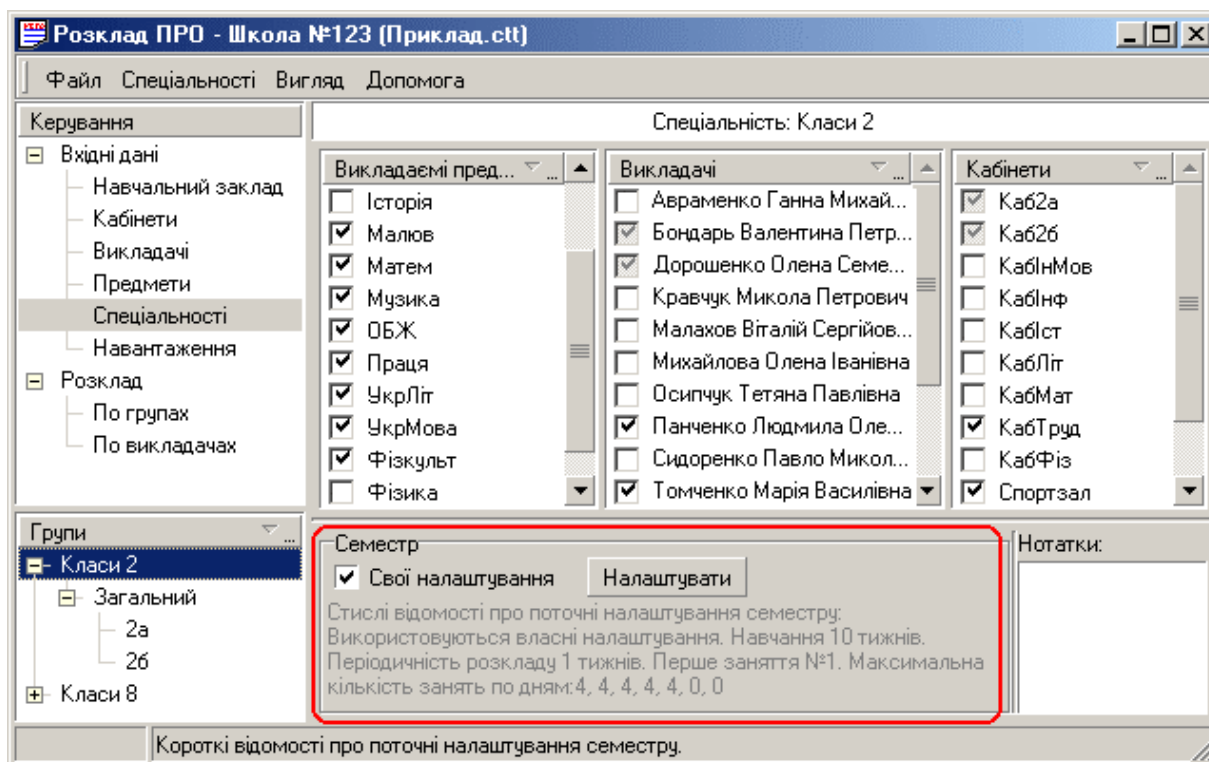 Розклад ПРО - Школа №123 (Приклад.ctt)
Файл Спеціальності Вигляд Допомога
Керування
Вхідні дані
Навчальний заклад
Кабінети
Викладачі
Предмети
Спеціальності
Навантаження
Розклад
По групах
По викладачах
Групи ...
Класи 2
Загальний
2а
2б
Класи 8
Спеціальність: Класи 2
Викладаємі пред... ...
Історія
Малюв
Матем
Музика
ОБЖ
Праця
УкрЛіт
УкрМова
Фізкульт
Фізика
Викладачі ...
Авраменко Ганна Михай...
Бондарь Валентина Петр...
Дорошенко Олена Семе...
Кравчук Микола Петрович
Малахов Віталій Сергійов...
Михайлова Олена Іванівна
Осипчук Тетяна Павлівна
Панченко Людмила Оле...
Сидоренко Павло Микол...
Томченко Марія Василівна
Кабінети ...
Каб2а
Каб2б
КабІнМов
КабІнф
КабІст
КабЛіт
КабМат
КабТруд
КабФіз
Спортзал
Семестр
Свої налаштування Налаштувати
Стислі відомості про поточні налаштування семестру:
Використовуються власні налаштування. Навчання 10 тижнів.
Періодичність розкладу 1 тижнів. Перше заняття №1. Максимальна
кількість занять по дням:4, 4, 4, 4, 4, 0, 0
Нотатки:
Короткі відомості про поточні налаштування семестру.